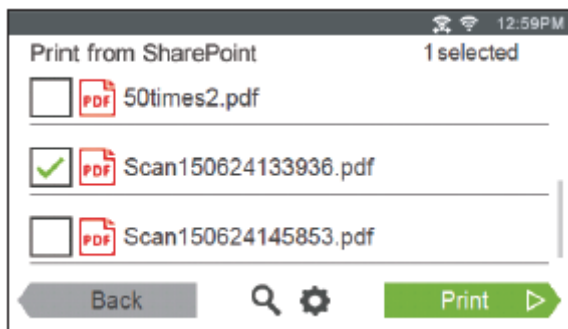 12:59PM
Print from SharePoint 1 selected
PDF 50times2.pdf
PDF Scan150624133936.pdf
PDF Scan150624145853.pdf
Back Print